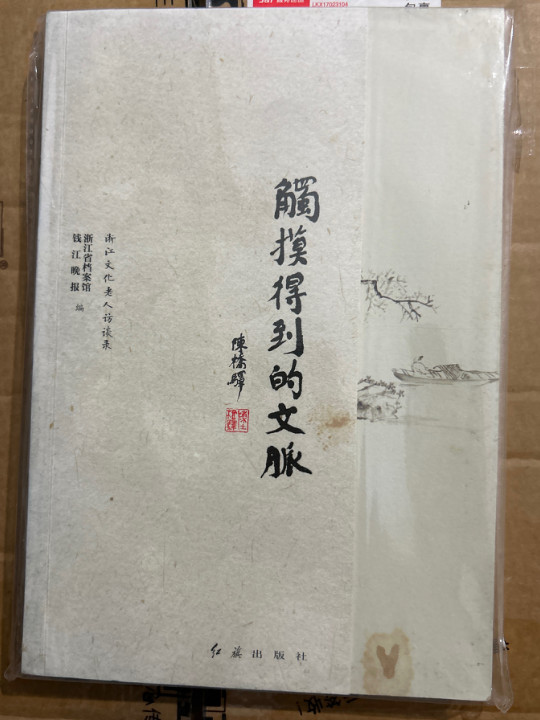 觸摸得到的文脈
陳橋驛
浙江文化老人访谈录
浙江省档案馆
钱江晚报
编
红旗出版社
LKX17023104